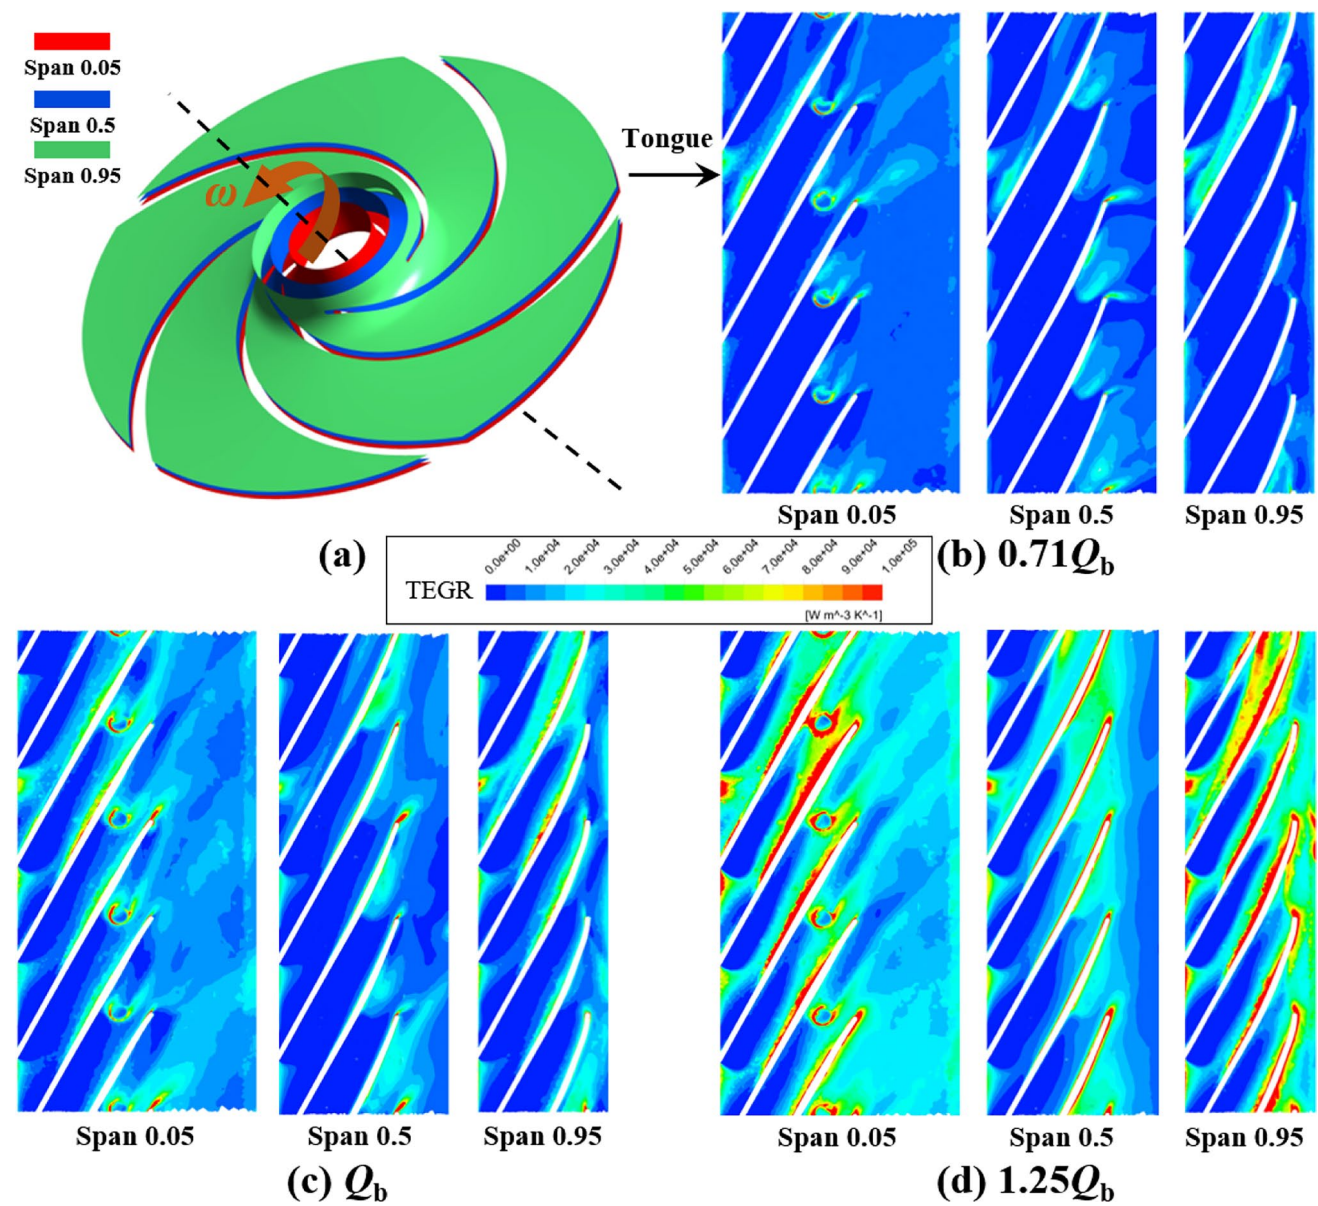 Span 0.05
Span 0.5
Span 0.95
ω
Tongue
Span 0.05
Span 0.5
Span 0.95
(a)
(b) 0.71Qb
0.0e+00
1.0e+04
2.0e+04
3.0e+04
4.0e+04
5.0e+04
6.0e+04
7.0e+04
8.0e+04
9.0e+04
1.0e+05
TEGR
[W m^-3 K^-1]
Span 0.05
Span 0.5
Span 0.95
(c) Qb
Span 0.05
Span 0.5
Span 0.95
(d) 1.25Qb